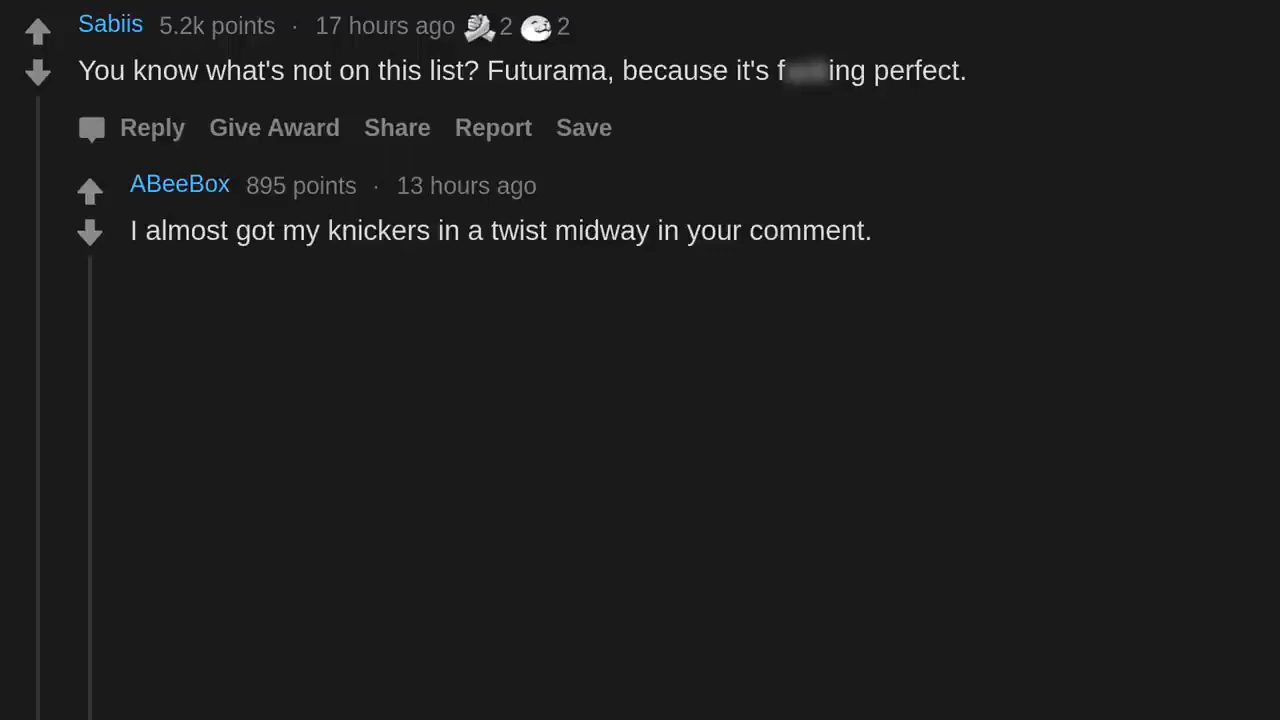 Sabiis 5.2k points · 17 hours ago 2 2
You know what's not on this list? Futurama, because it's f ing perfect.
Reply Give Award Share Report Save
ABeeBox 895 points · 13 hours ago
I almost got my knickers in a twist midway in your comment.